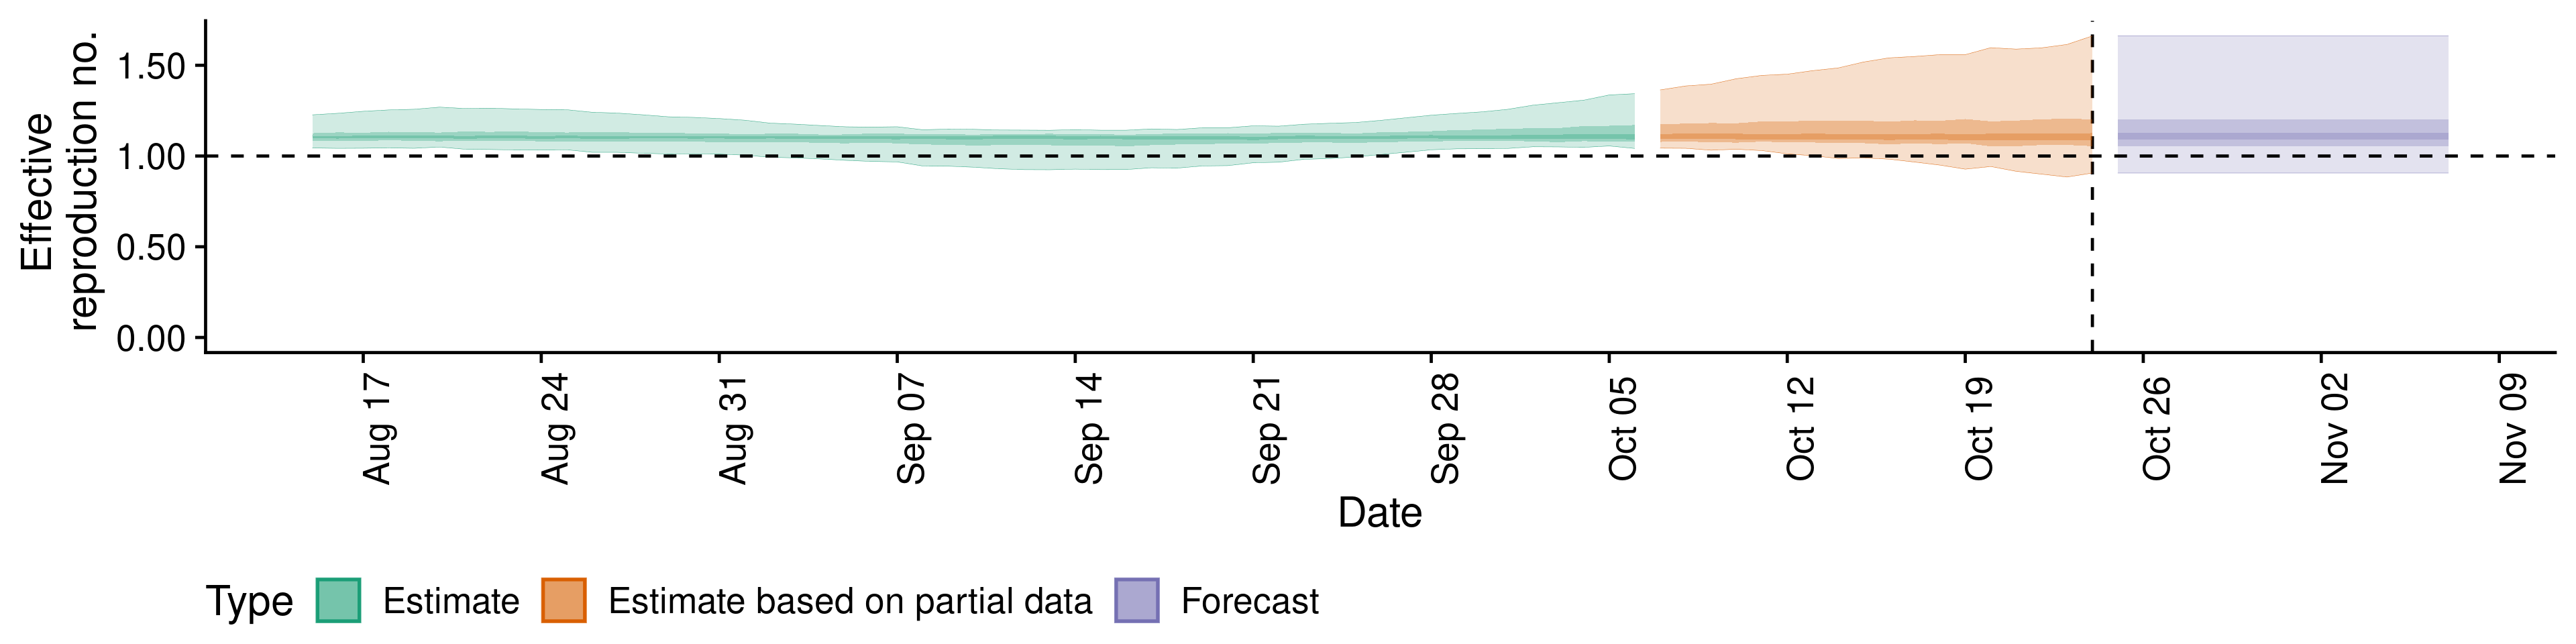 Effective
reproduction no.
1.50
1.00
0.50
0.00
Aug 17
Aug 24
Aug 31
Sep 07
Sep 14
Sep 21
Sep 28
Oct 05
Oct 12
Oct 19
Oct 26
Nov 02
Nov 09
Date
Type Estimate Estimate based on partial data Forecast